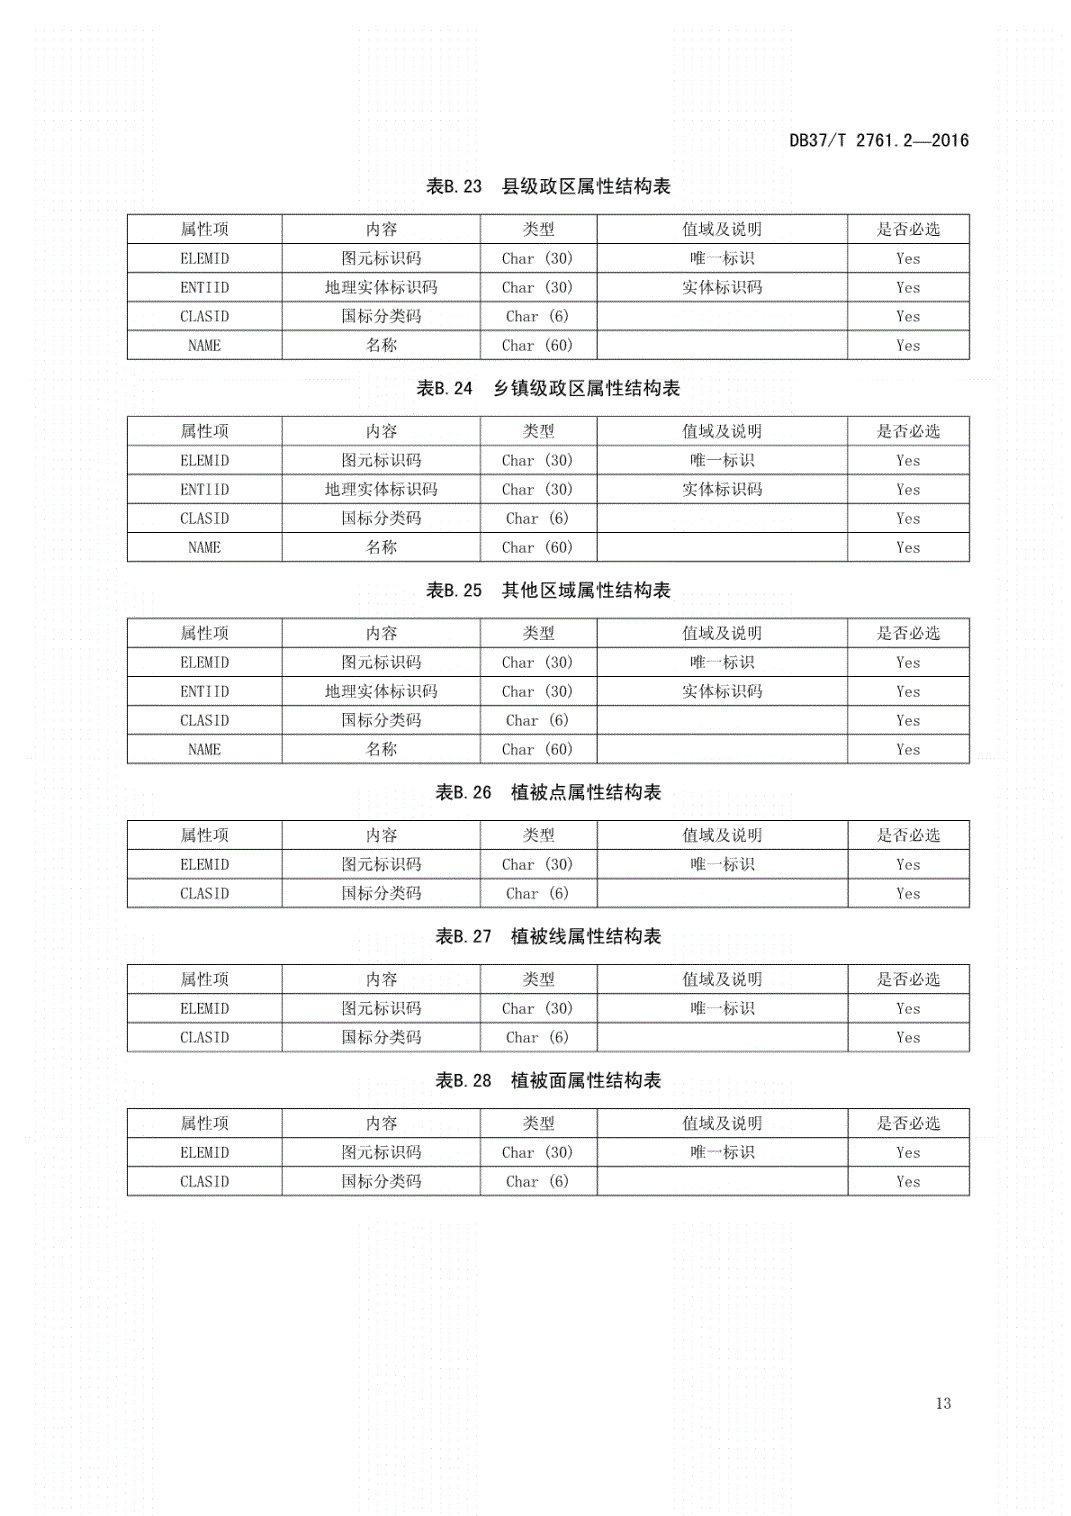 DB37/T 2761.2—2016
表B.23 县级政区属性结构表
属性项 内容 类型 值域及说明 是否必选
ELEMID 图元标识码 Char (30) 唯一标识 Yes
ENTIID 地理实体标识码 Char (30) 实体标识码 Yes
CLASID 国标分类码 Char (6) Yes
NAME 名称 Char (60) Yes
表B.24 乡镇级政区属性结构表
属性项 内容 类型 值域及说明 是否必选
ELEMID 图元标识码 Char (30) 唯一标识 Yes
ENTIID 地理实体标识码 Char (30) 实体标识码 Yes
CLASID 国标分类码 Char (6) Yes
NAME 名称 Char (60) Yes
表B.25 其他区域属性结构表
属性项 内容 类型 值域及说明 是否必选
ELEMID 图元标识码 Char (30) 唯一标识 Yes
ENTIID 地理实体标识码 Char (30) 实体标识码 Yes
CLASID 国标分类码 Char (6) Yes
NAME 名称 Char (60) Yes
表B.26 植被点属性结构表
属性项 内容 类型 值域及说明 是否必选
ELEMID 图元标识码 Char (30) 唯一标识 Yes
CLASID 国标分类码 Char (6) Yes
表B.27 植被线属性结构表
属性项 内容 类型 值域及说明 是否必选
ELEMID 图元标识码 Char (30) 唯一标识 Yes
CLASID 国标分类码 Char (6) Yes
表B.28 植被面属性结构表
属性项 内容 类型 值域及说明 是否必选
ELEMID 图元标识码 Char (30) 唯一标识 Yes
CLASID 国标分类码 Char (6) Yes
13